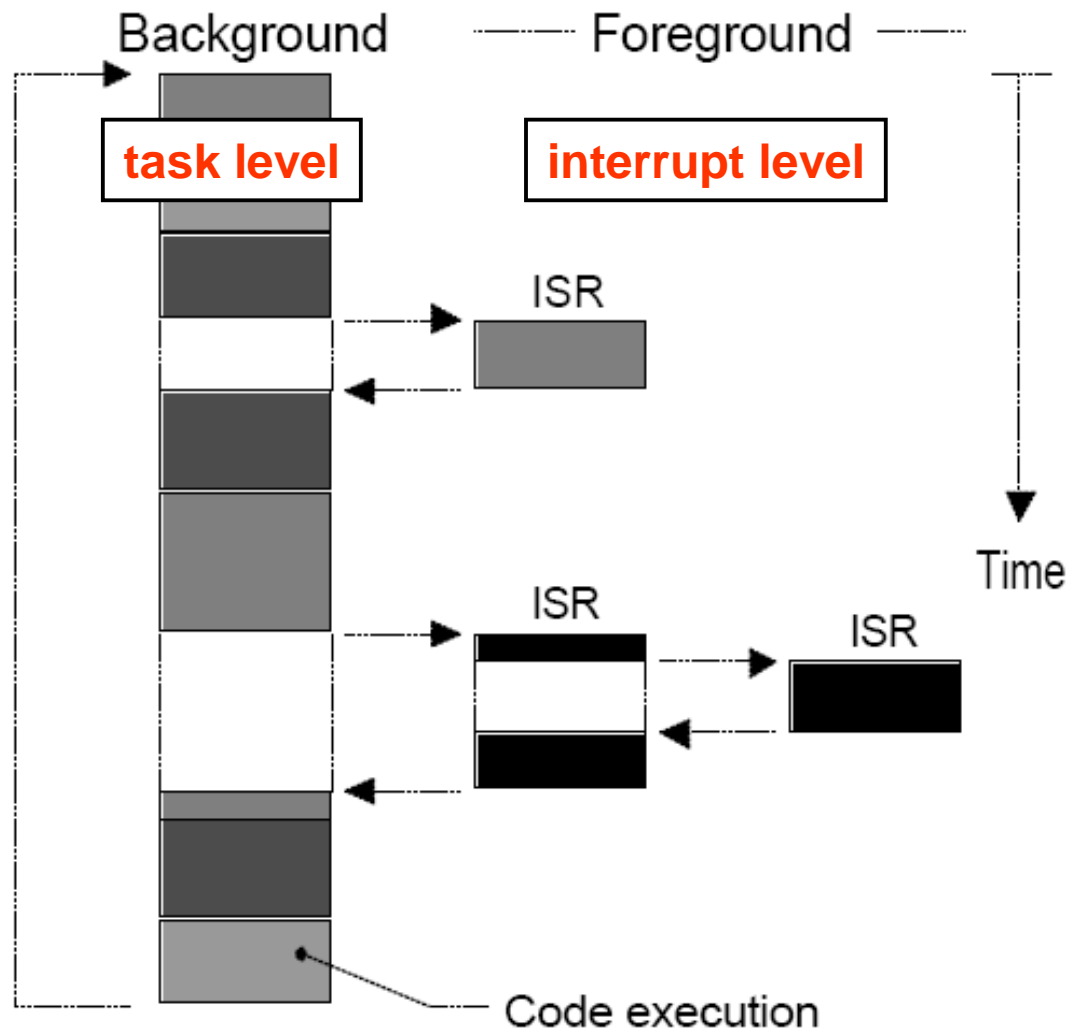 Background Foreground
task level interrupt level
ISR
Time
ISR
ISR
Code execution